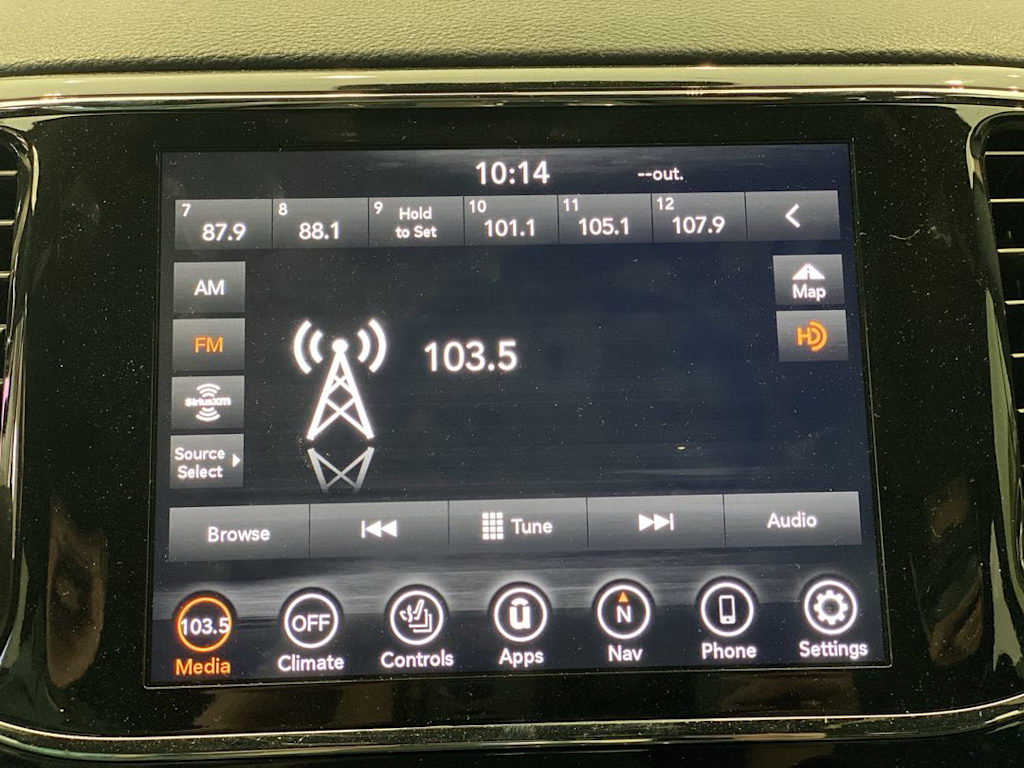 10:14 --out.
7 87.9
8 88.1
9 Hold
to Set
10 101.1
11 105.1
12 107.9
AM
Map
FM
HD
103.5
SiriusXM
Source
Select
Browse
Tune
Audio
103.5
OFF
ū
N
Media
Climate
Controls
Apps
Nav
Phone
Settings